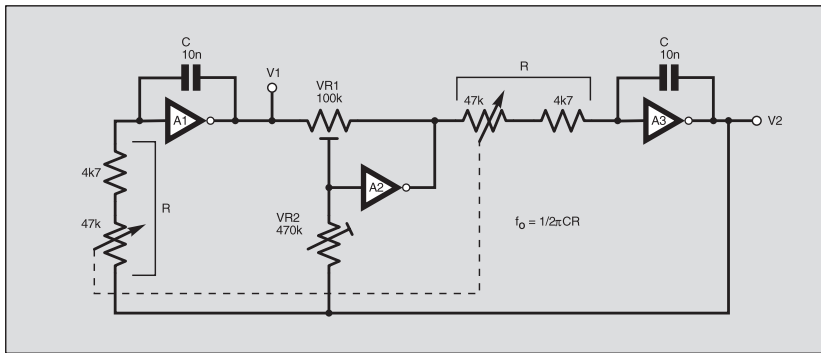 C
10n
V1
VR1
100k
R
47k
4k7
C
10n
A1
A3
V2
4k7
R
47k
A2
VR2
470k
fo = 1/2πCR